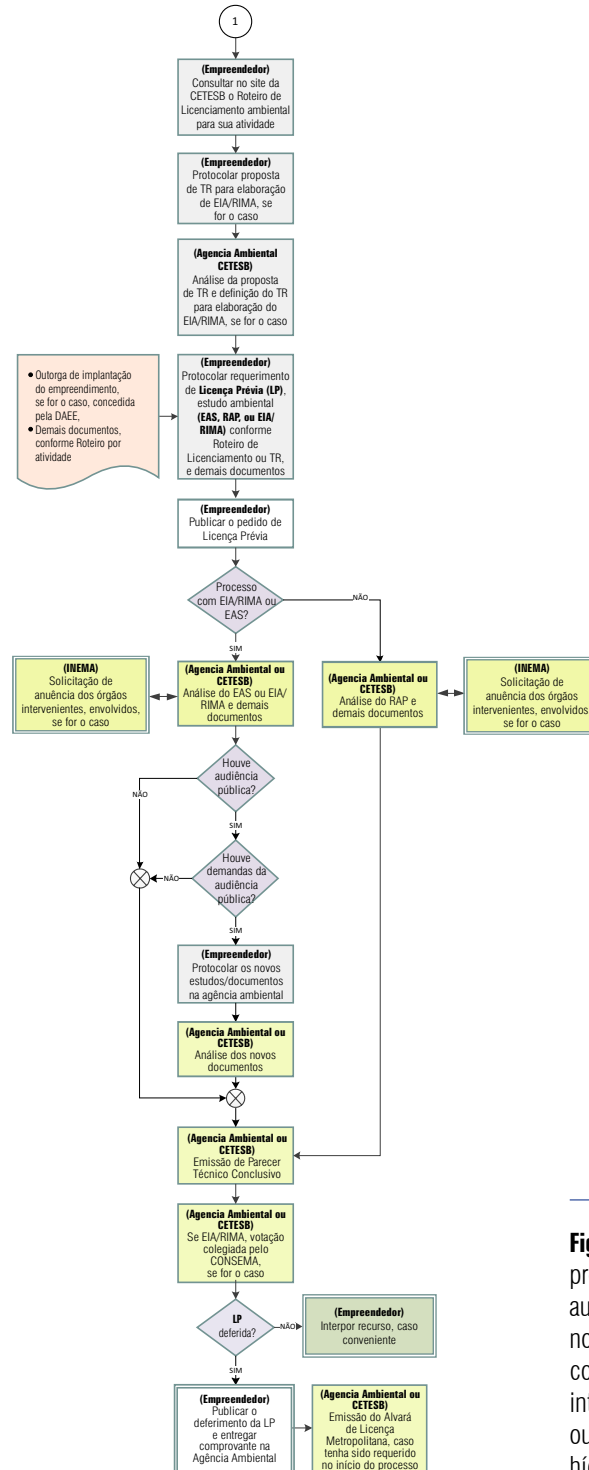 1
(Empreendedor)
Consultar no site da
CETESB o Roteiro de
Licenciamento ambiental
para sua atividade
(Empreendedor)
Protocolar proposta
de TR para elaboração
de EIA/RIMA, se
for o caso
(Agencia Ambiental
CETESB)
Análise da proposta
de TR e definição do TR
para elaboração do
EIA/RIMA, se for o caso
• Outorga de implantação
do empreendimento,
se for o caso, concedida
pela DAEE,
• Demais documentos,
conforme Roteiro por
atividade
(Empreendedor)
Protocolar requerimento
de Licença Prévia (LP),
estudo ambiental
(EAS, RAP, ou EIA/
RIMA) conforme
Roteiro de
Licenciamento ou TR,
e demais documentos
(Empreendedor)
Publicar o pedido de
Licença Prévia
Processo
com EIA/RIMA ou
EAS?
NÃO
SIM
(INEMA)
Solicitação de
anuência dos órgãos
intervenientes, envolvidos,
se for o caso
(Agencia Ambiental ou
CETESB)
Análise do EAS ou EIA/
RIMA e demais
documentos
(Agencia Ambiental ou
CETESB)
Análise do RAP e
demais documentos
(INEMA)
Solicitação de
anuência dos órgãos
intervenientes, envolvidos,
se for o caso
Houve
audiência
pública?
NÃO
SIM
Houve
demandas da
audiência
pública?
NÃO
SIM
(Empreendedor)
Protocolar os novos
estudos/documentos
na agência ambiental
(Agencia Ambiental ou
CETESB)
Análise dos novos
documentos
(Agencia Ambiental ou
CETESB)
Emissão de Parecer
Técnico Conclusivo
(Agencia Ambiental ou
CETESB)
Se EIA/RIMA, votação
colegiada pelo
CONSEMA,
se for o caso
LP
deferida?
NÃO
SIM
(Empreendedor)
Interpor recurso, caso
conveniente
(Empreendedor)
Publicar o
deferimento da LP
e entregar
comprovante na
Agência Ambiental
(Agencia Ambiental ou
CETESB)
Emissão do Alvará
de Licença
Metropolitana, caso
tenha sido requerido
no início do processo
Fig
pr
au
no
co
in
ou